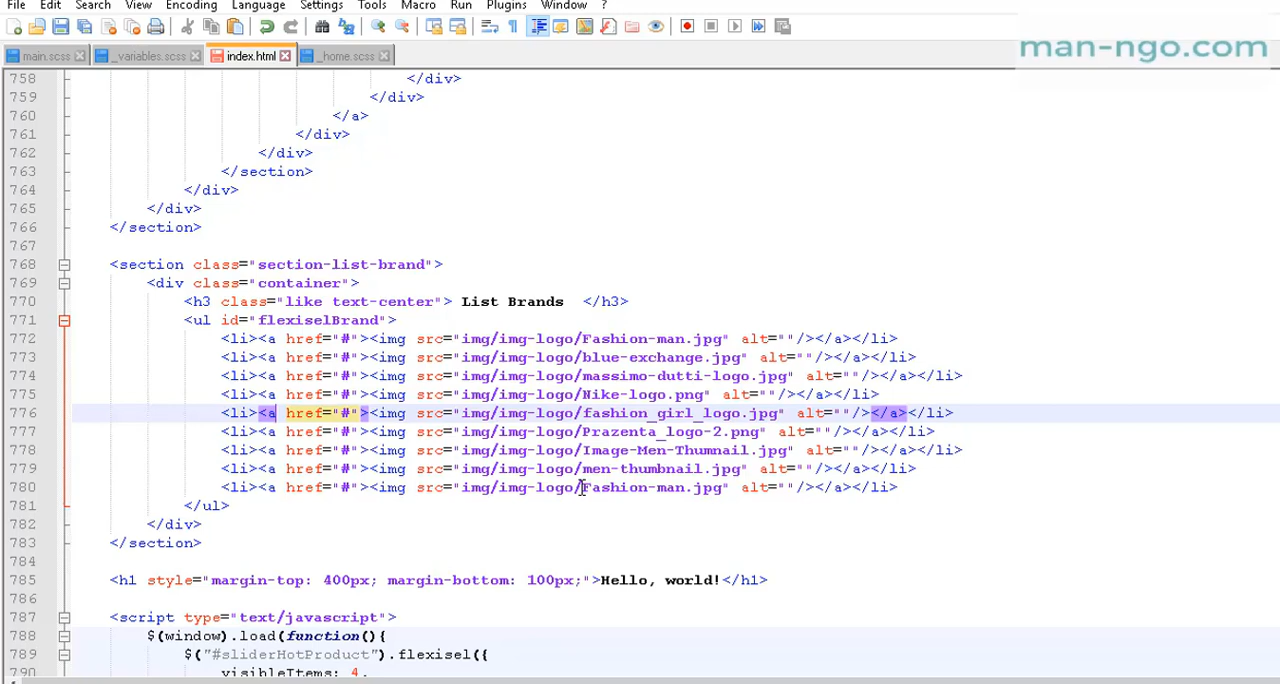 File Edit Search View Encoding Language Settings Tools Macro Run Plugins Window ?
man-ngo.com
main.scss _variables.scss index.html _home.scss
758 </div>
759 </div>
760 </a>
761 </div>
762 </div>
763 </section>
764 </div>
765 </div>
766 </section>
767
768 <section class="section-list-brand">
769 <div class="container">
770 <h3 class="like text-center"> List Brands </h3>
771 <ul id="flexiselBrand">
772 <li><a href="#"><img src="img/img-logo/Fashion-man.jpg" alt=""/></a></li>
773 <li><a href="#"><img src="img/img-logo/blue-exchange.jpg" alt=""/></a></li>
774 <li><a href="#"><img src="img/img-logo/massimo-dutti-logo.jpg" alt=""/></a></li>
775 <li><a href="#"><img src="img/img-logo/Nike-logo.png" alt=""/></a></li>
776 <li><a href="#"><img src="img/img-logo/fashion_girl_logo.jpg" alt=""/></a></li>
777 <li><a href="#"><img src="img/img-logo/Prazenta_logo-2.png" alt=""/></a></li>
778 <li><a href="#"><img src="img/img-logo/Image-Men-Thumnail.jpg" alt=""/></a></li>
779 <li><a href="#"><img src="img/img-logo/men-thumbnail.jpg" alt=""/></a></li>
780 <li><a href="#"><img src="img/img-logo/Fashion-man.jpg" alt=""/></a></li>
781 </ul>
782 </div>
783 </section>
784
785 <h1 style="margin-top: 400px; margin-bottom: 100px;">Hello, world!</h1>
786
787 <script type="text/javascript">
788 $(window).load(function(){
789 $("#sliderHotProduct").flexisel({
790 visibleItems: 4,